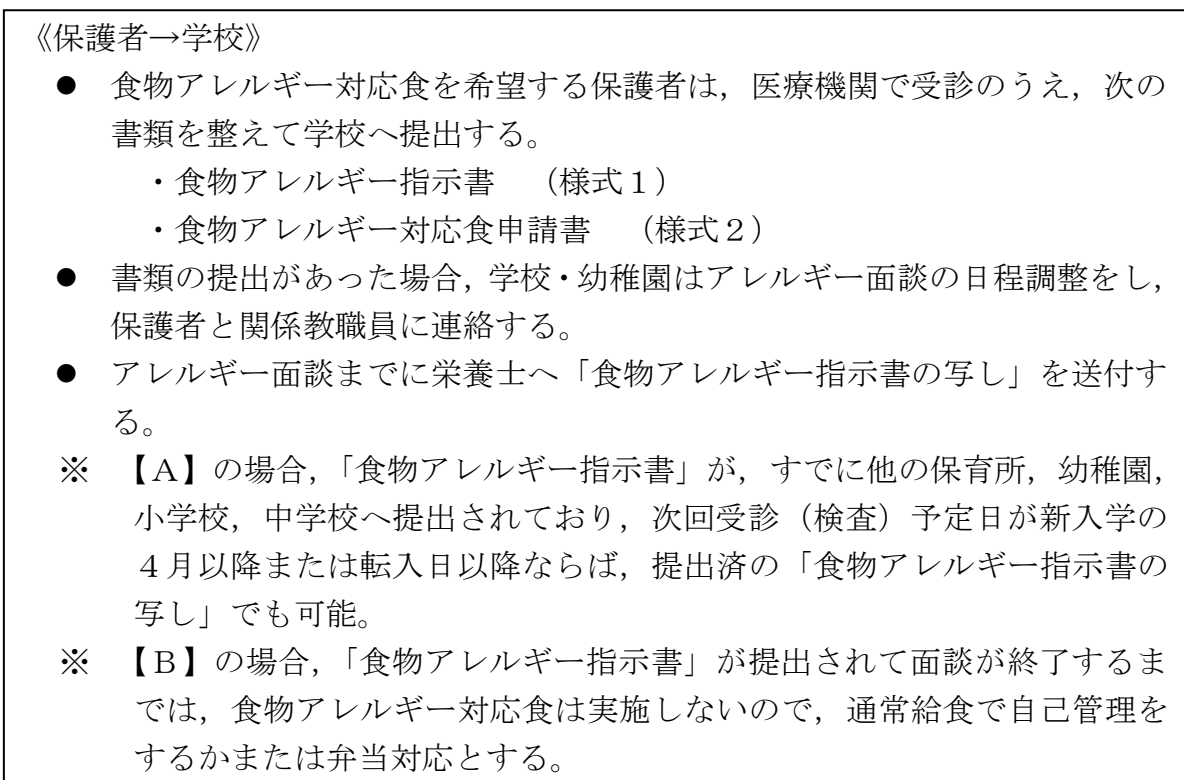 《保護者→学校》
● 食物アレルギー対応食を希望する保護者は，医療機関で受診のうえ，次の
書類を整えて学校へ提出する。
・食物アレルギー指示書　（様式１）
・食物アレルギー対応食申請書　（様式２）
● 書類の提出があった場合，学校・幼稚園はアレルギー面談の日程調整をし，
保護者と関係教職員に連絡する。
● アレルギー面談までに栄養士へ「食物アレルギー指示書の写し」を送付す
る。
※　【Ａ】の場合，「食物アレルギー指示書」が，すでに他の保育所，幼稚園，
小学校，中学校へ提出されており，次回受診（検査）予定日が新入学の
４月以降または転入日以降ならば，提出済の「食物アレルギー指示書の
写し」でも可能。
※　【Ｂ】の場合，「食物アレルギー指示書」が提出されて面談が終了するま
では，食物アレルギー対応食は実施しないので，通常給食で自己管理を
するかまたは弁当対応とする。